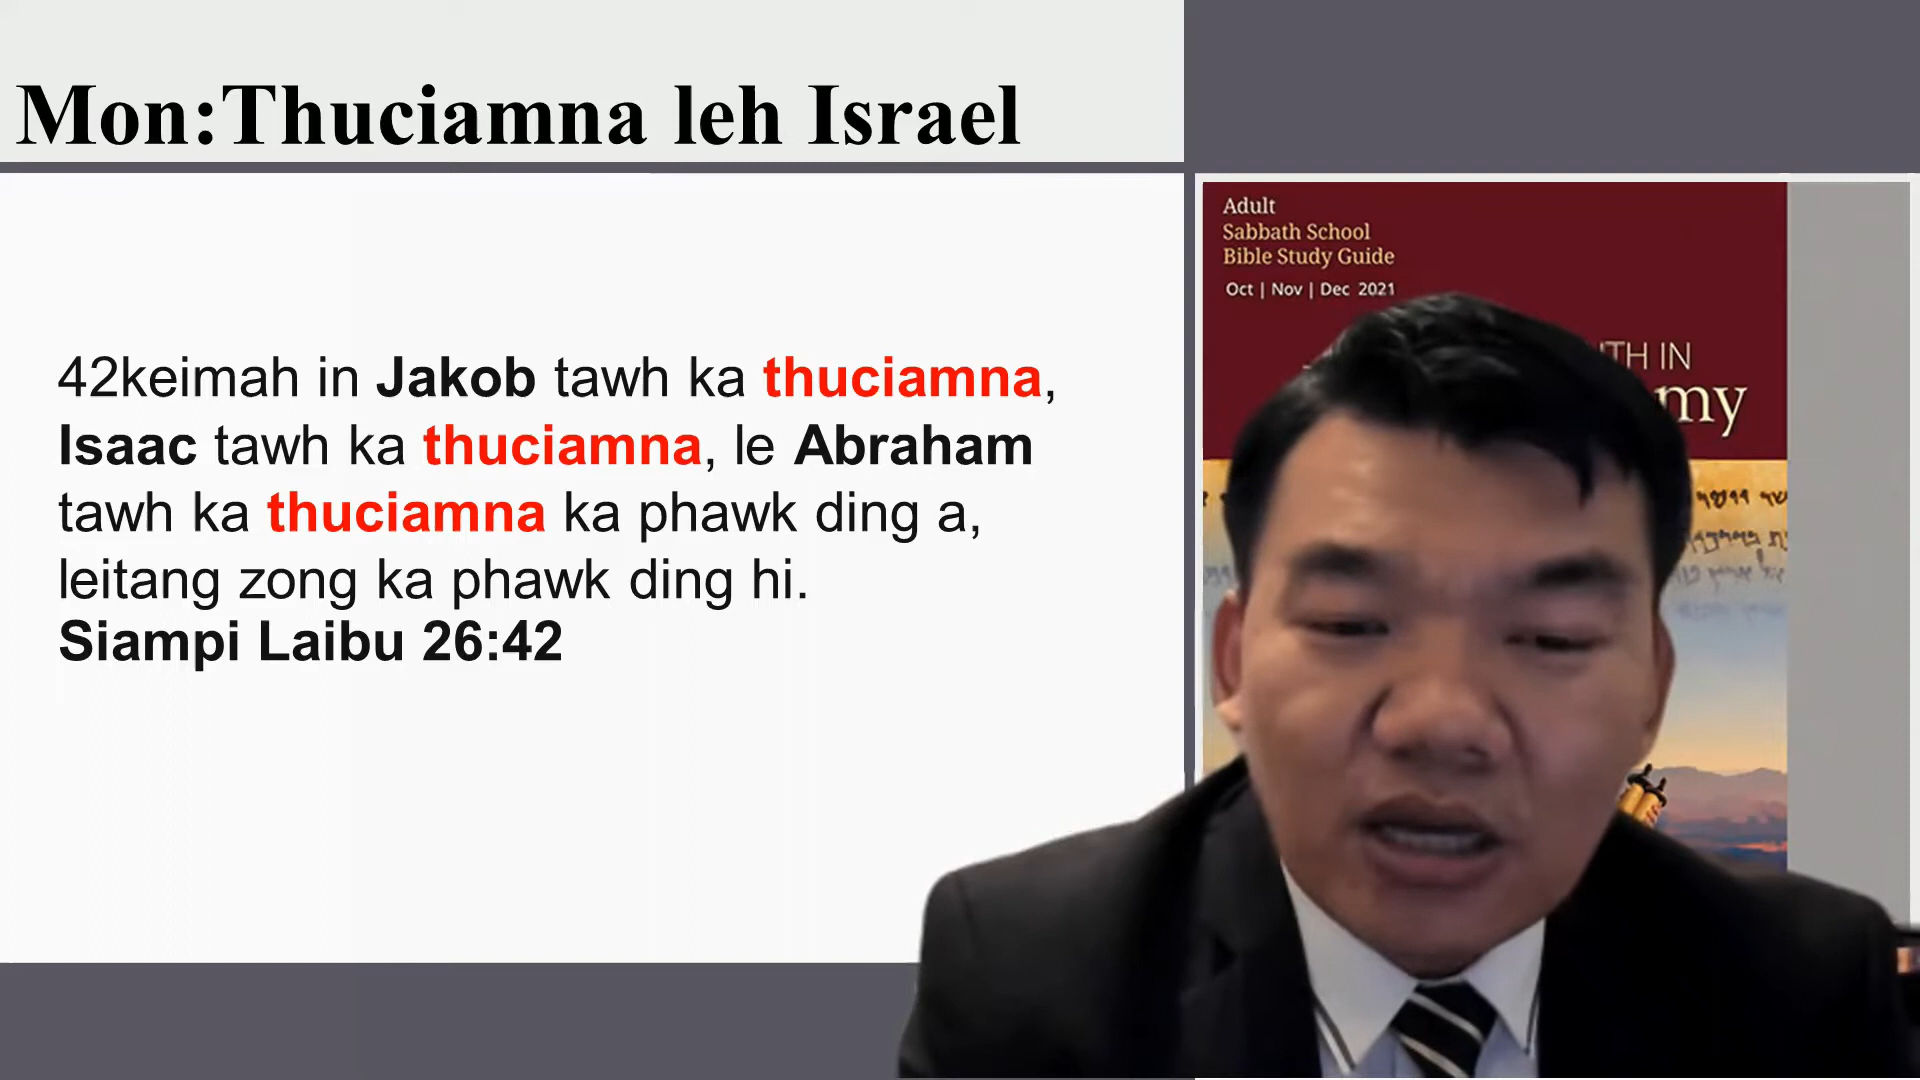 Mon:Thuciamna leh Israel
42keimah in Jakob tawh ka thuciamna,
Isaac tawh ka thuciamna, le Abraham
tawh ka thuciamna ka phawk ding a,
leitang zong ka phawk ding hi.
Siampi Laibu 26:42
Adult
Sabbath School
Bible Study Guide
Oct | Nov | Dec 2021
IN